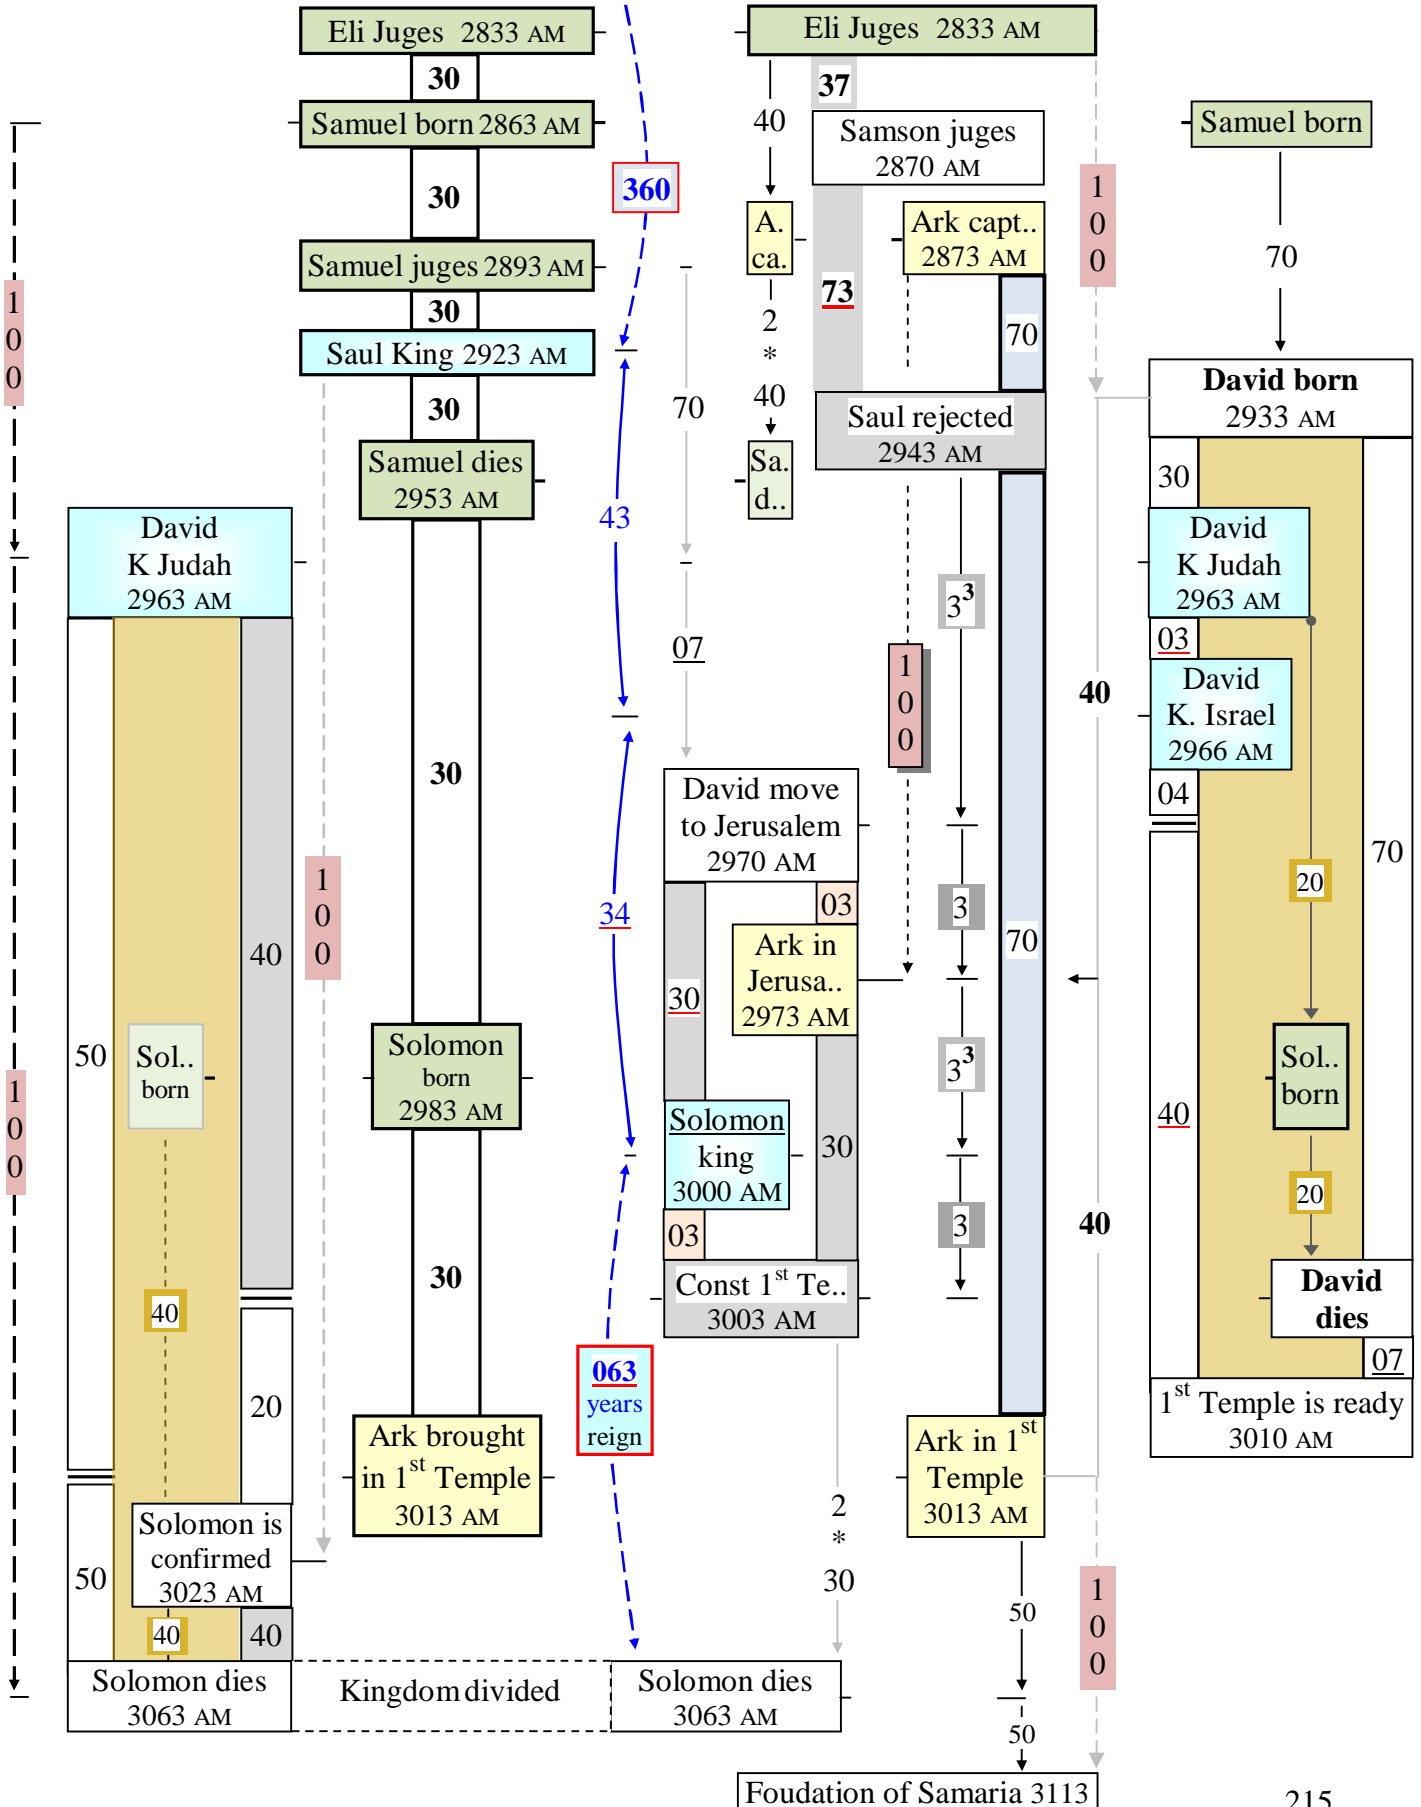 Eli Juges 2833 AM
30
Samuel born 2863 AM
30
Samuel juges 2893 AM
30
Saul King 2923 AM
30
Samuel dies
2953 AM
30
Solomon
born
2983 AM
30
Ark brought
in 1st Temple
3013 AM
1
0
0
1
0
0
David
K Judah
2963 AM
50
40
Sol..
born
40
20
Solomon is
confirmed
3023 AM
50
40
40
Solomon dies
3063 AM
Kingdom divided
1
0
0
360
43
34
063
years
reign
Solomon dies
3063 AM
70
07
David move
to Jerusalem
2970 AM
03
30
Ark in
Jerusa..
2973 AM
Solomon
king
3000 AM
30
03
Const 1st Te..
3003 AM
2
*
30
Eli Juges 2833 AM
37
40
Samson juges
2870 AM
A.
ca.
Ark capt..
2873 AM
73
2
*
40
70
Saul rejected
2943 AM
Sa.
d..
3³
1
0
0
3
70
3³
3
Ark in 1st
Temple
3013 AM
50
50
Foudation of Samaria 3113
1
0
0
40
40
1
0
0
Samuel born
70
David born
2933 AM
30
David
K Judah
2963 AM
03
David
K. Israel
2966 AM
04
70
20
Sol..
born
40
20
David
dies
07
1st Temple is ready
3010 AM
215